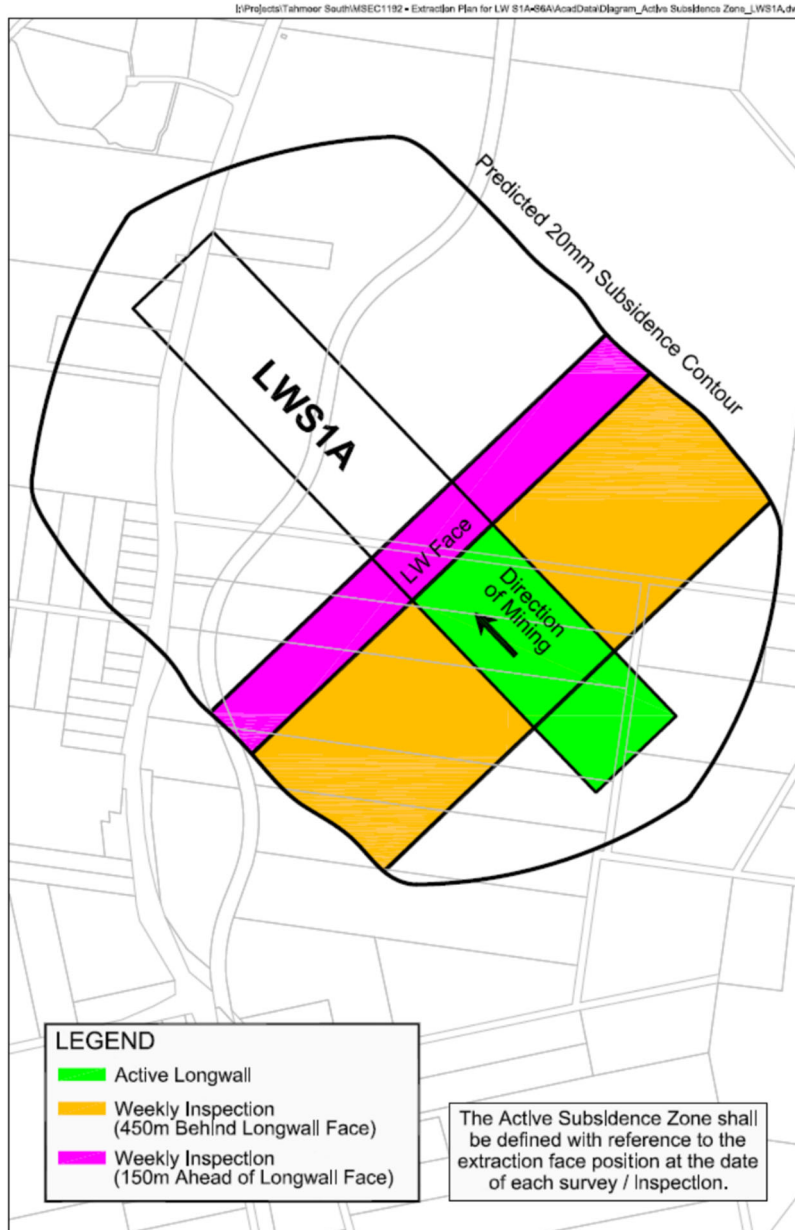 I:\Projects\Tahmoor South\MSEC1192 - Extraction Plan for LW S1A-S6A\AcadData\Diagram_Active Subsidence Zone_LWS1A.dw
Predicted 20mm Subsidence Contour
LWS1A
LW Face
Direction
of Mining
LEGEND
Active Longwall
Weekly Inspection
(450m Behind Longwall Face)
Weekly Inspection
(150m Ahead of Longwall Face)
The Active Subsidence Zone shall
be defined with reference to the
extraction face position at the date
of each survey / Inspection.